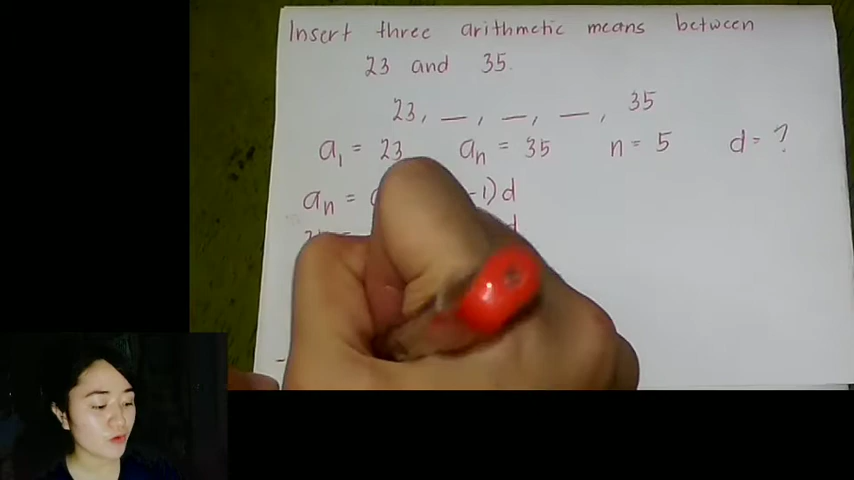 Insert three arithmetic means between
23 and 35.
23, __, __, __, 35
a₁ = 23 aₙ = 35 n = 5 d = ?
aₙ = -1)d
d